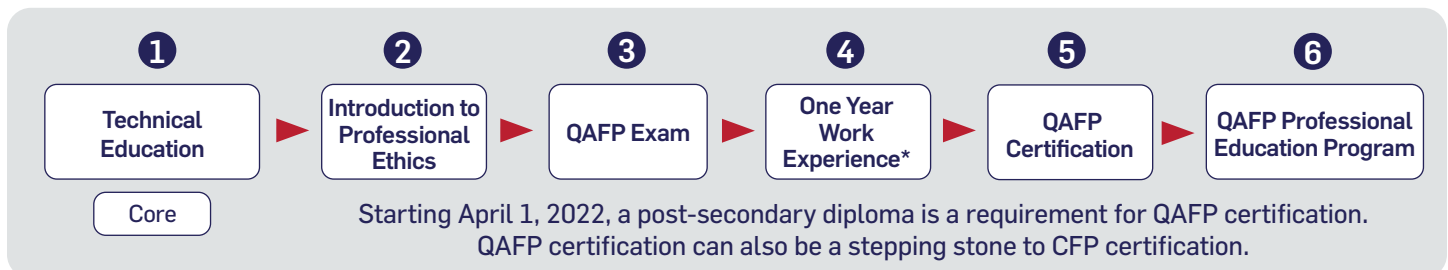 1
Technical
Education
Core
2
Introduction to
Professional
Ethics
3
QAFP Exam
4
One Year
Work
Experience*
5
QAFP
Certification
6
QAFP Professional
Education Program
Starting April 1, 2022, a post-secondary diploma is a requirement for QAFP certification.
QAFP certification can also be a stepping stone to CFP certification.